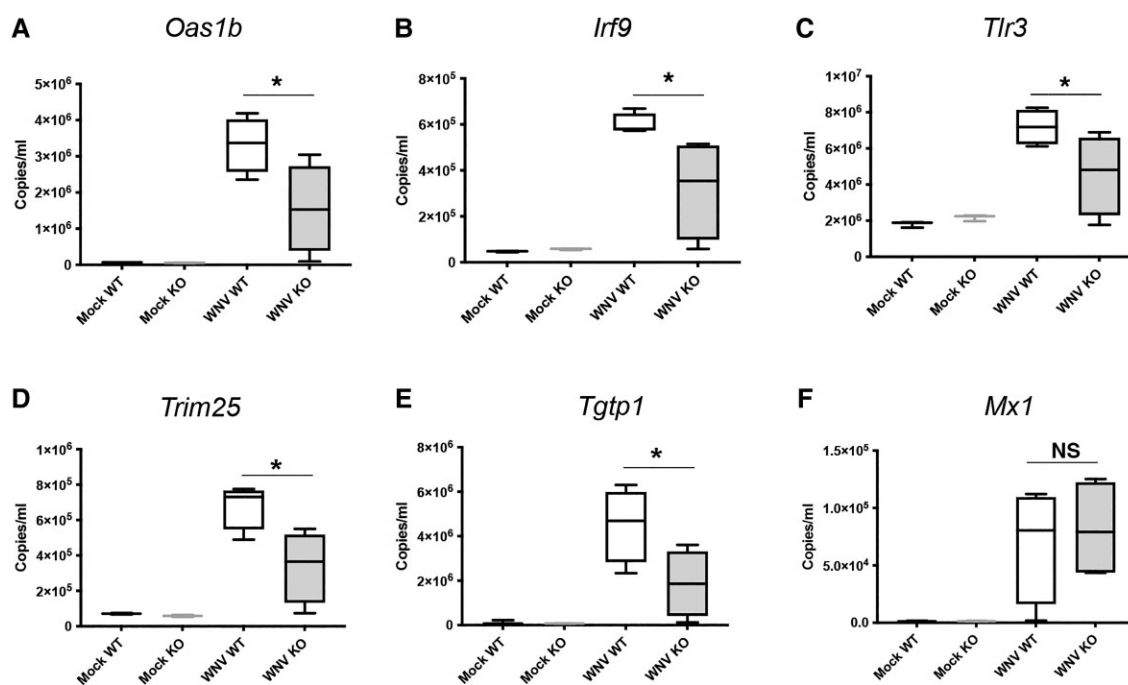 A
Oas1b
Copies/ml
5×10⁶
4×10⁶
3×10⁶
2×10⁶
1×10⁶
0
*
Mock WT
Mock KO
WNV WT
WNV KO
B
Irf9
Copies/ml
8×10⁵
6×10⁵
4×10⁵
2×10⁵
0
*
Mock WT
Mock KO
WNV WT
WNV KO
C
Tlr3
Copies/ml
1×10⁷
8×10⁶
6×10⁶
4×10⁶
2×10⁶
0
*
Mock WT
Mock KO
WNV WT
WNV KO
D
Trim25
Copies/ml
1×10⁶
8×10⁵
6×10⁵
4×10⁵
2×10⁵
0
*
Mock WT
Mock KO
WNV WT
WNV KO
E
Tgtp1
Copies/ml
8×10⁶
6×10⁶
4×10⁶
2×10⁶
0
*
Mock WT
Mock KO
WNV WT
WNV KO
F
Mx1
Copies/ml
1.5×10⁵
1.0×10⁵
5.0×10⁴
0.0
NS
Mock WT
Mock KO
WNV WT
WNV KO